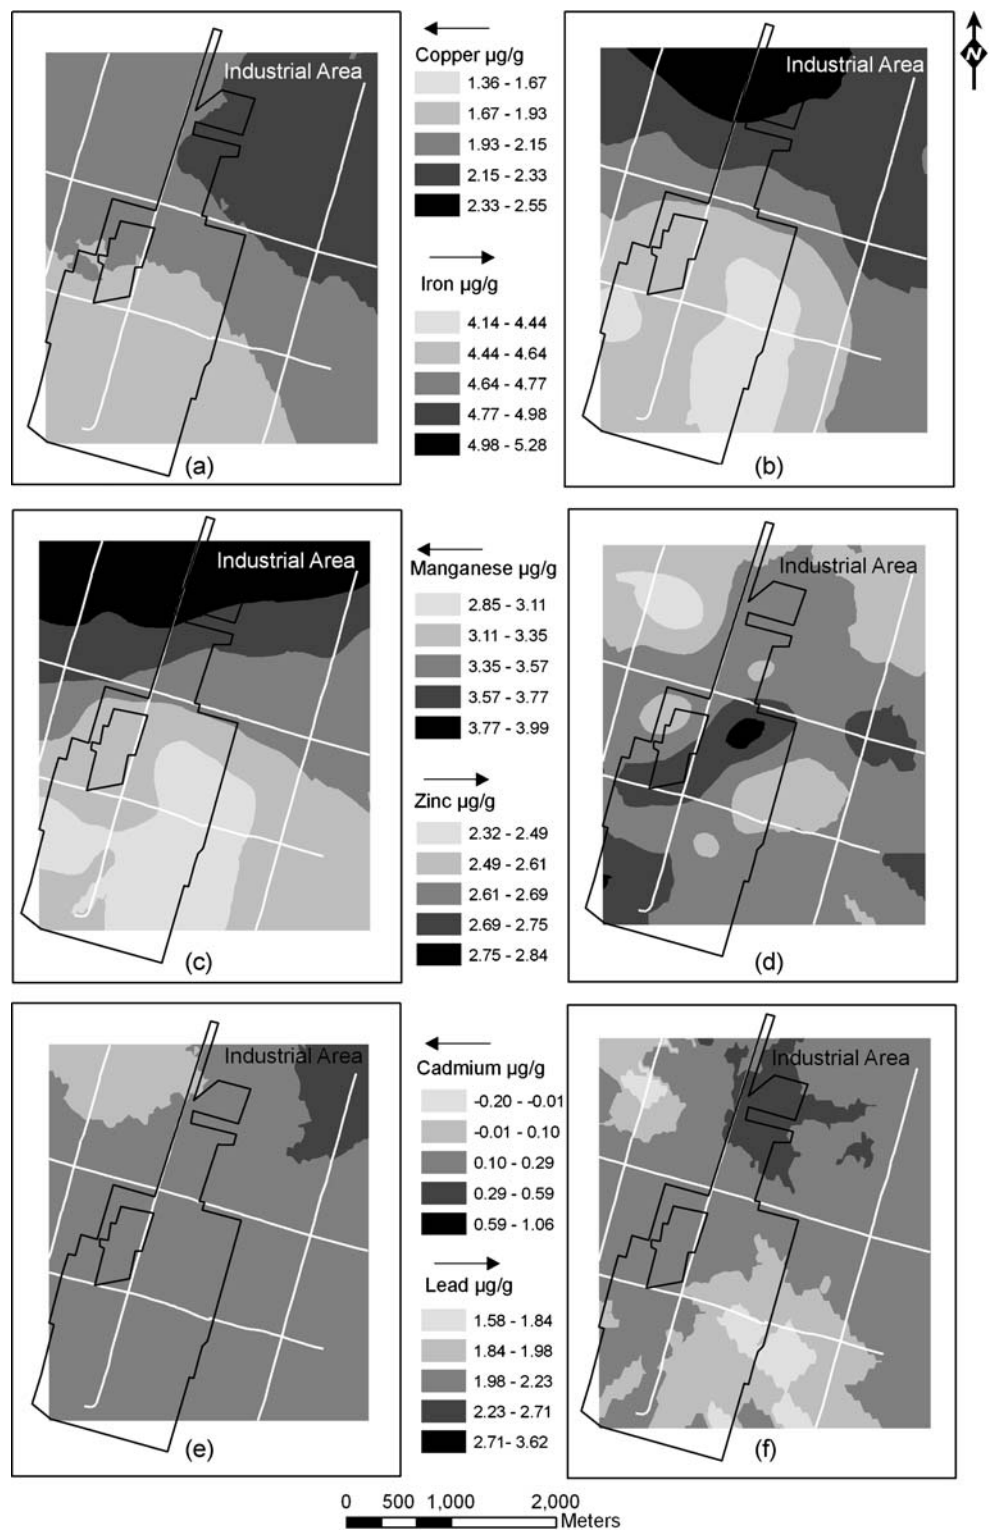 Industrial Area
(a)
Copper µg/g
1.36 - 1.67
1.67 - 1.93
1.93 - 2.15
2.15 - 2.33
2.33 - 2.55
Iron µg/g
4.14 - 4.44
4.44 - 4.64
4.64 - 4.77
4.77 - 4.98
4.98 - 5.28
Industrial Area
(b)
N
Industrial Area
(c)
Manganese µg/g
2.85 - 3.11
3.11 - 3.35
3.35 - 3.57
3.57 - 3.77
3.77 - 3.99
Zinc µg/g
2.32 - 2.49
2.49 - 2.61
2.61 - 2.69
2.69 - 2.75
2.75 - 2.84
Industrial Area
(d)
Industrial Area
(e)
Cadmium µg/g
-0.20 - -0.01
-0.01 - 0.10
0.10 - 0.29
0.29 - 0.59
0.59 - 1.06
Lead µg/g
1.58 - 1.84
1.84 - 1.98
1.98 - 2.23
2.23 - 2.71
2.71- 3.62
Industrial Area
(f)
0 500 1,000 2,000
Meters